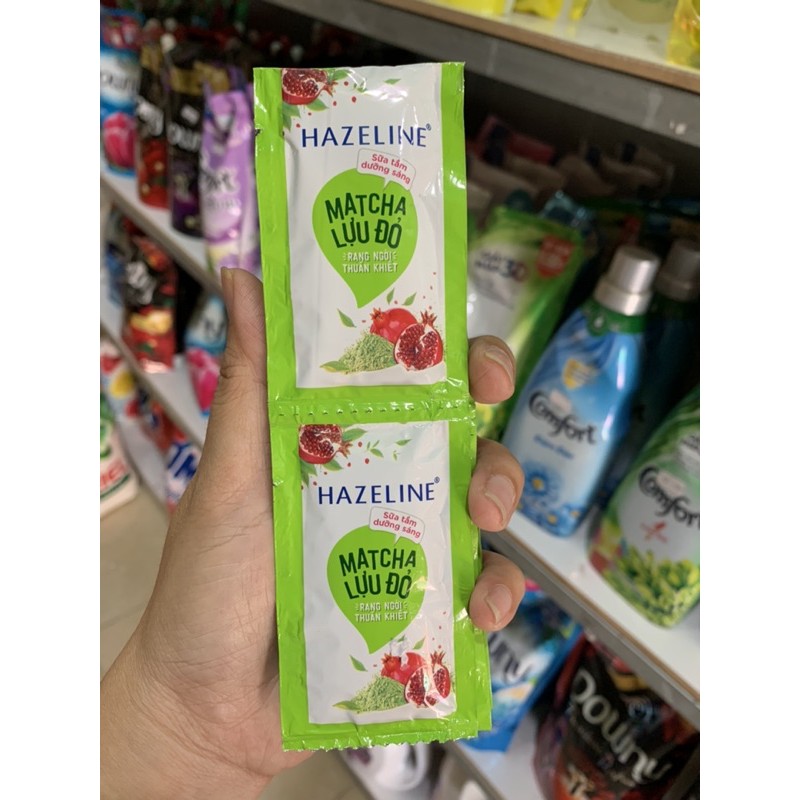 HAZELINE®
Sữa tắm
dưỡng sáng
MATCHA
LỰU ĐỎ
RẠNG NGỜI
THUẦN KHIẾT
HAZELINE®
Sữa tắm
dưỡng sáng
MATCHA
LỰU ĐỎ
RẠNG NGỜI
THUẦN KHIẾT
Comfort
Comfort
Downy